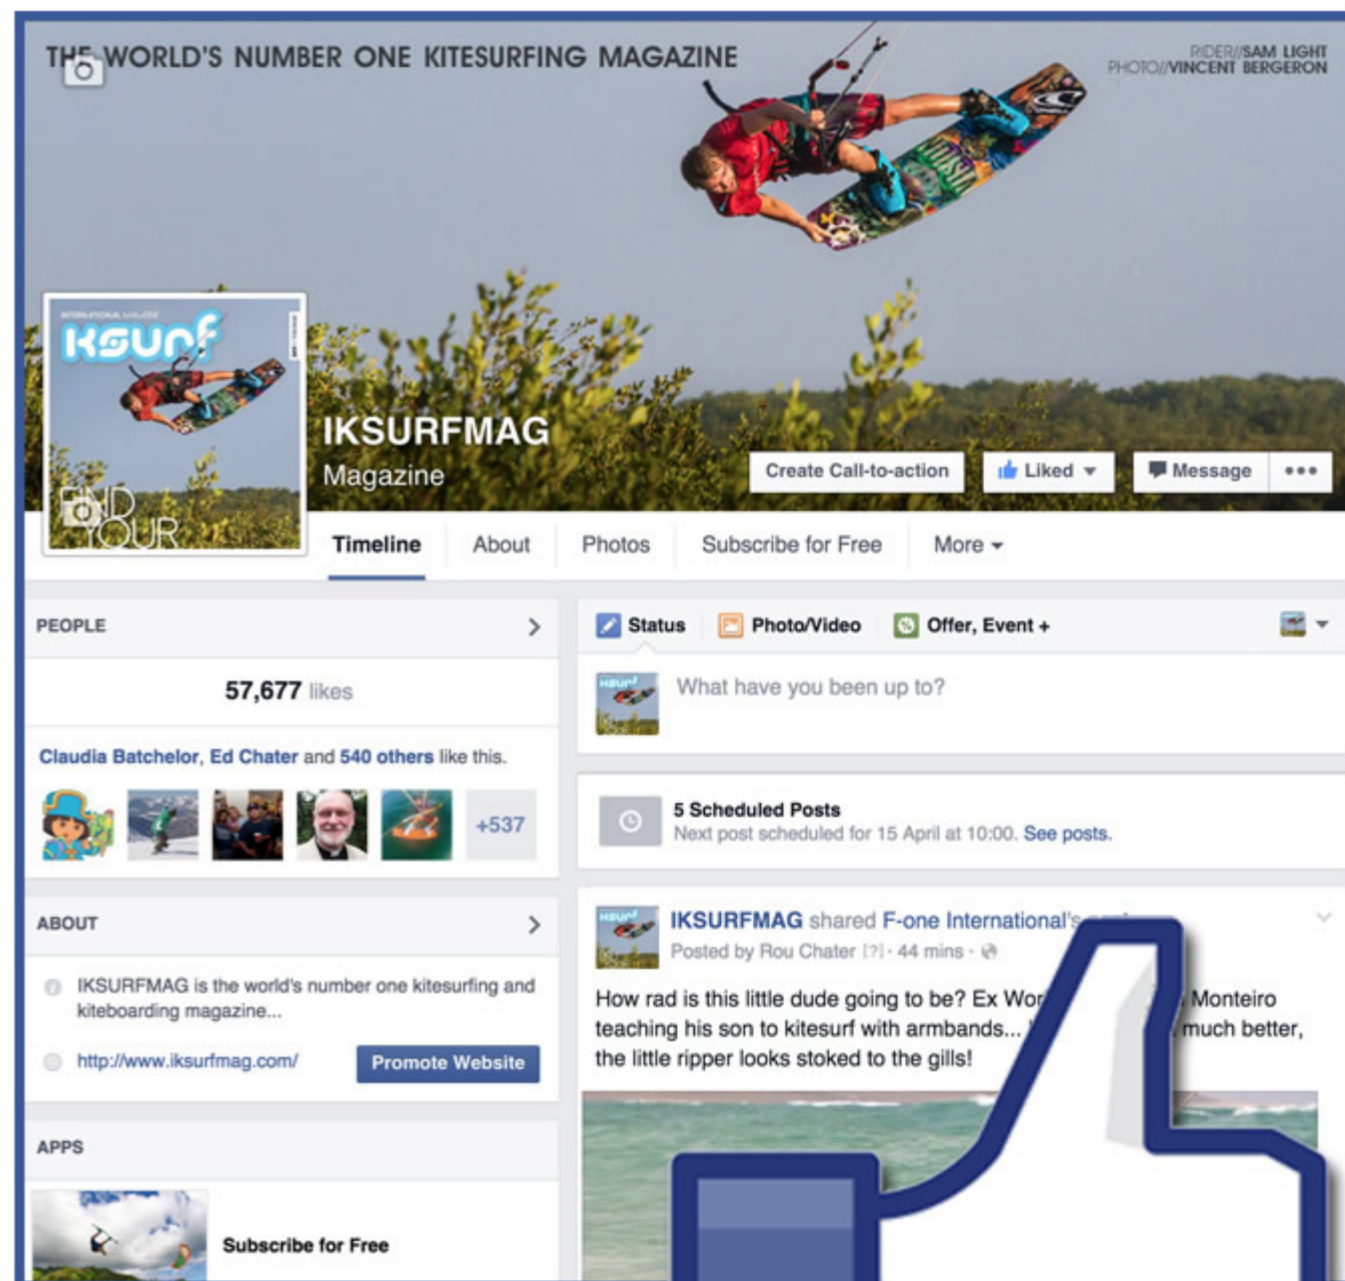 THE WORLD'S NUMBER ONE KITESURFING MAGAZINE
RIDER//SAM LIGHT
PHOTO//VINCENT BERGERON
KSURF
FIND
YOUR
IKSURFMAG
Magazine
Create Call-to-action
Liked
Message
Timeline
About
Photos
Subscribe for Free
More
PEOPLE
57,677 likes
Claudia Batchelor, Ed Chater and 540 others like this.
+537
ABOUT
IKSURFMAG is the world's number one kitesurfing and
kiteboarding magazine...
http://www.iksurfmag.com/
Promote Website
APPS
Subscribe for Free
Status
Photo/Video
Offer, Event +
What have you been up to?
5 Scheduled Posts
Next post scheduled for 15 April at 10:00. See posts.
IKSURFMAG shared F-one International's
Posted by Rou Chater [?] · 44 mins ·
How rad is this little dude going to be? Ex Monteiro
teaching his son to kitesurf with armbands... much better,
the little ripper looks stoked to the gills!